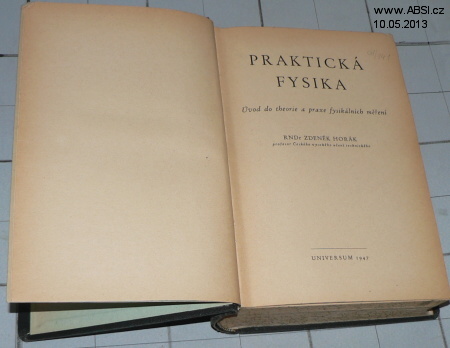 www.ABSI.cz
10.05.2013
PRAKTICKÁ
FYSIKA
Úvod do theorie a praxe fysikálních měření
RNDr ZDENĚK HORÁK
profesor Českého vysokého učení technického
UNIVERSUM 1947